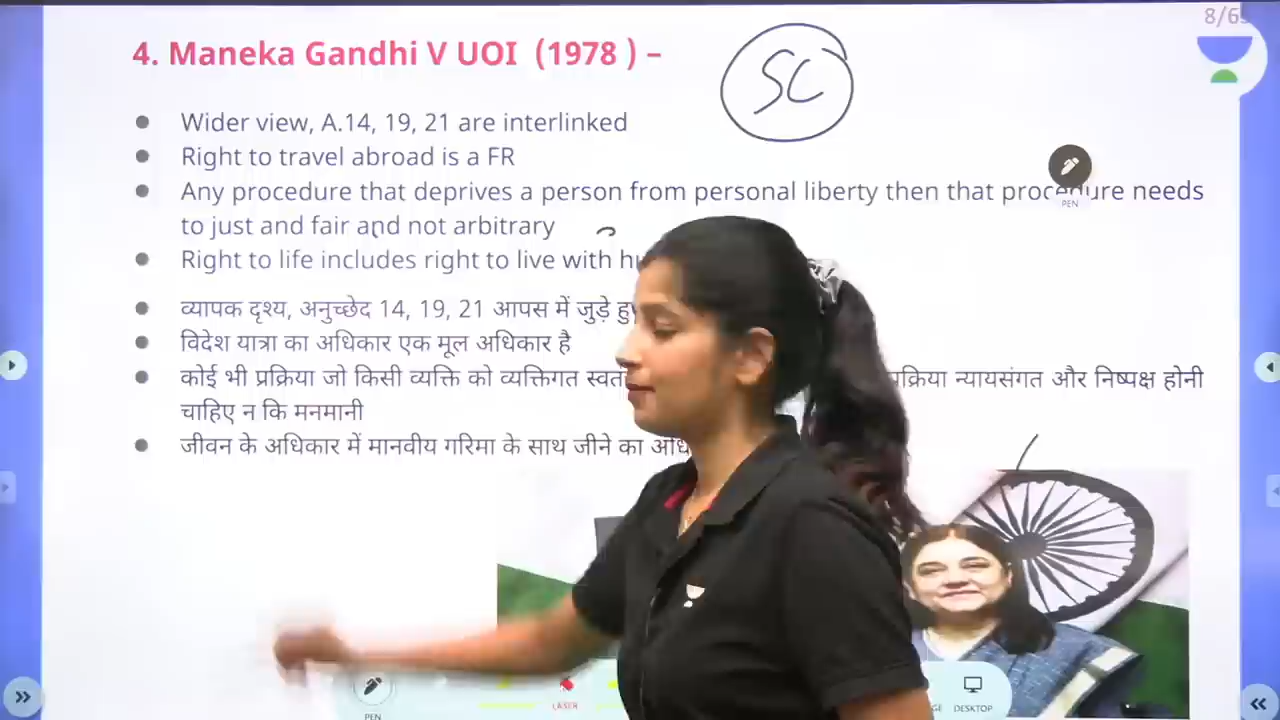 8/6
4. Maneka Gandhi V UOI (1978 ) –
SC
Wider view, A.14, 19, 21 are interlinked
Right to travel abroad is a FR
Any procedure that deprives a person from personal liberty then that procedure needs
to just and fair and not arbitrary
PEN
Right to life includes right to live with
व्यापक दृश्य, अनुच्छेद 14, 19, 21 आपस में जुड़े
विदेश यात्रा का अधिकार एक मूल अधिकार है
कोई भी प्रक्रिया जो किसी व्यक्ति को व्यक्तिगत न्यायसंगत और निष्पक्ष होनी
चाहिए न कि मनमानी
जीवन के अधिकार में मानवीय गरिमा के साथ जीने का
PEN
LASER
DESKTOP